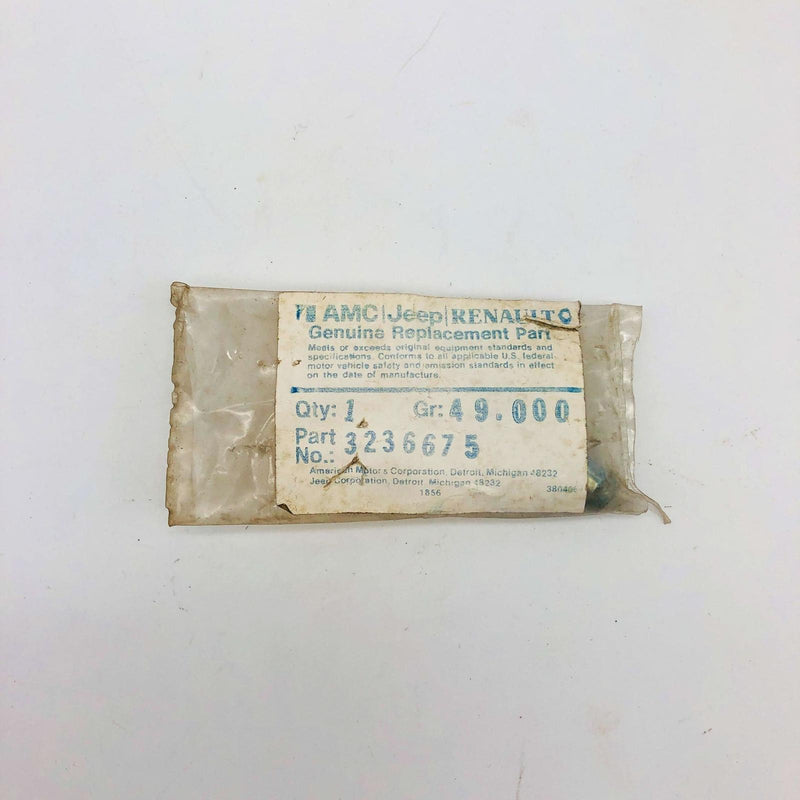 AMC|Jeep|RENAULT
Genuine Replacement Part
Meets or exceeds original equipment standards and
specifications. Conforms to all applicable U.S. federal
motor vehicle safety and emission standards in effect
on the date of manufacture.
Qty: 1 Gr: 49.000
Part
No.: 3236675
American Motors Corporation, Detroit, Michigan 48232
Jeep Corporation, Detroit, Michigan 48232
1856